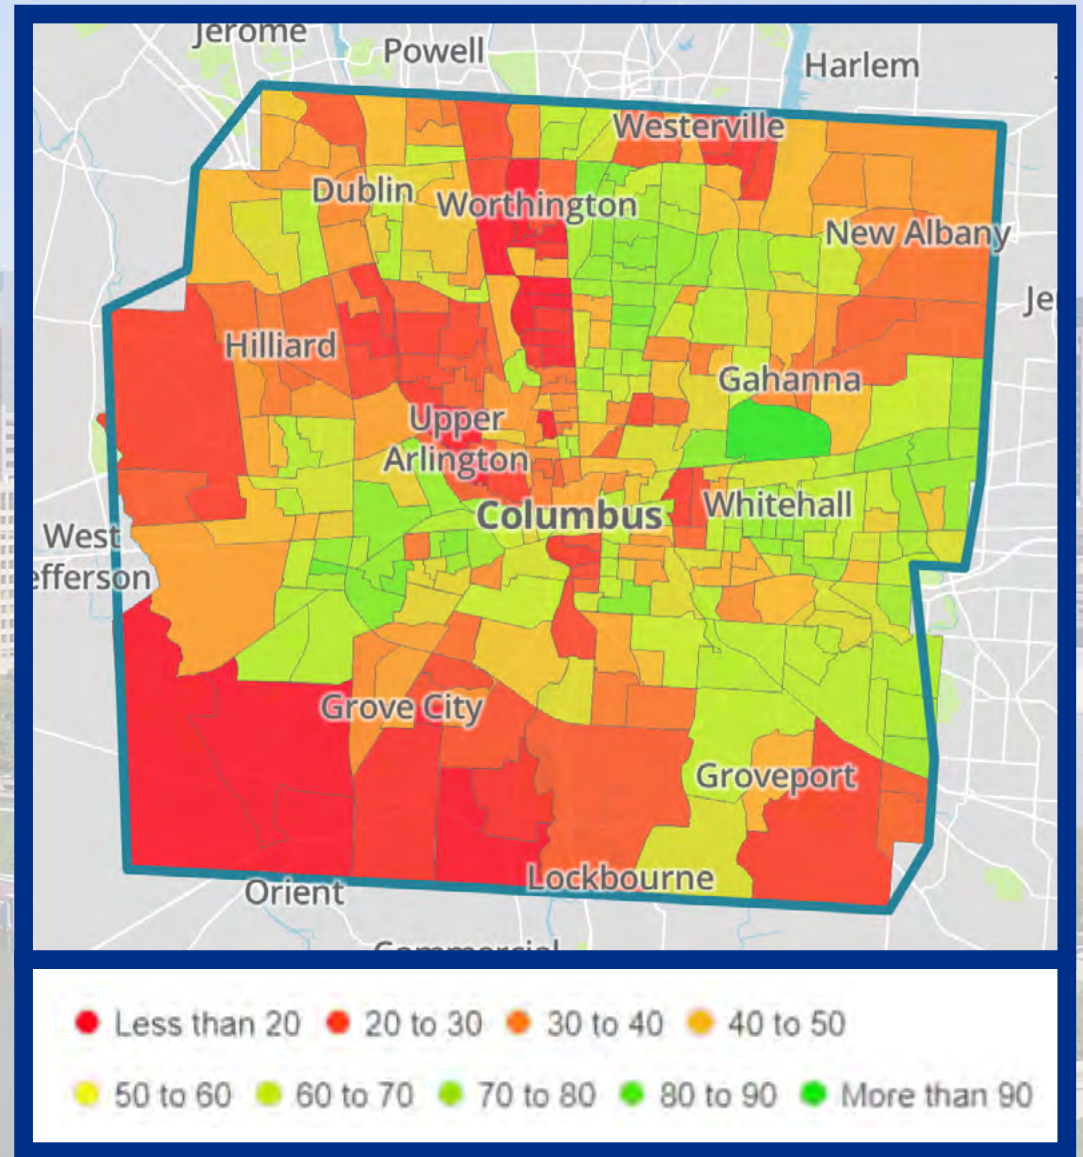 Jerome
Powell
Harlem
Westerville
Dublin
Worthington
New Albany
Je
Hilliard
Gahanna
Upper
Arlington
Columbus
Whitehall
West
efferson
Grove City
Groveport
Lockbourne
Orient
Commercial
Less than 20 20 to 30 30 to 40 40 to 50
50 to 60 60 to 70 70 to 80 80 to 90 More than 90